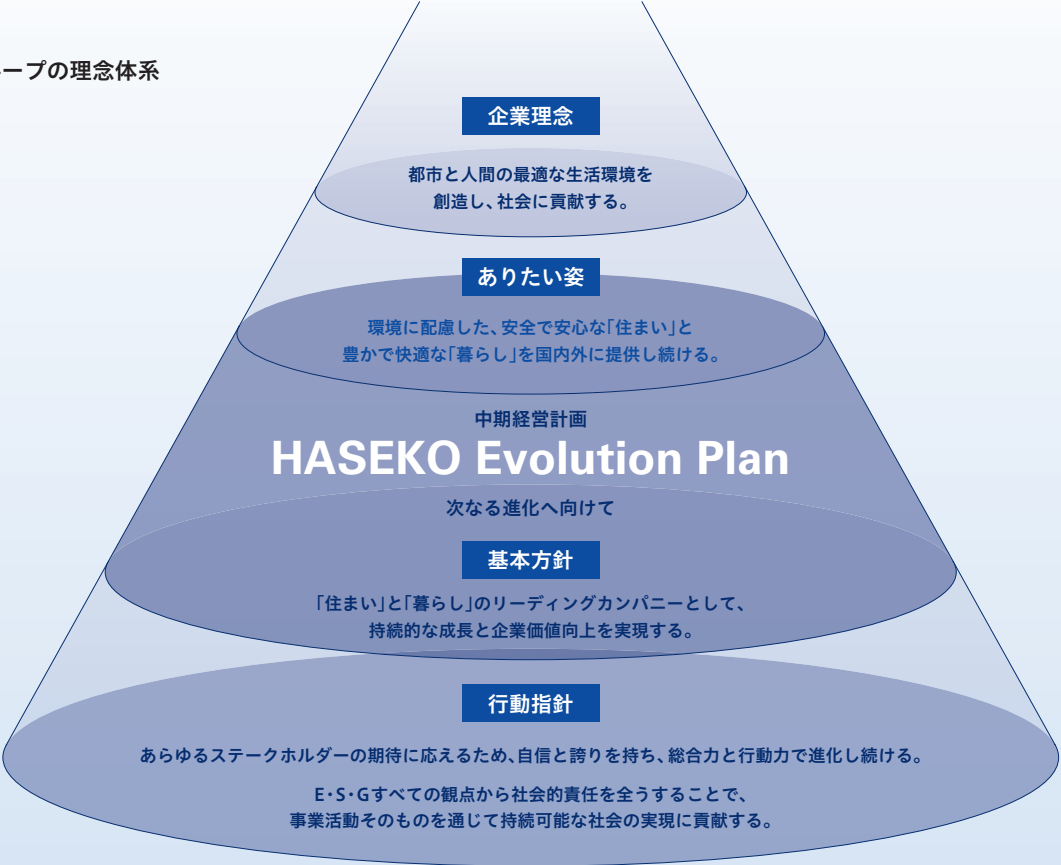 ープの理念体系
企業理念
都市と人間の最適な生活環境を
創造し、社会に貢献する。
ありたい姿
環境に配慮した、安全で安心な「住まい」と
豊かで快適な「暮らし」を国内外に提供し続ける。
中期経営計画
HASEKO Evolution Plan
次なる進化へ向けて
基本方針
「住まい」と「暮らし」のリーディングカンパニーとして、
持続的な成長と企業価値向上を実現する。
行動指針
あらゆるステークホルダーの期待に応えるため、自信と誇りを持ち、総合力と行動力で進化し続ける。
E・S・Gすべての観点から社会的責任を全うすることで、
事業活動そのものを通じて持続可能な社会の実現に貢献する。